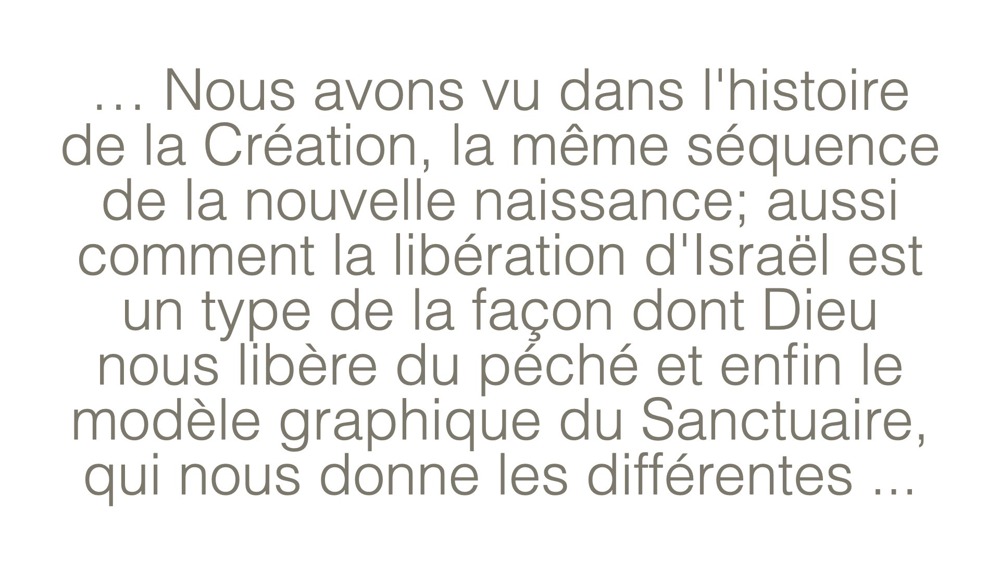 … Nous avons vu dans l'histoire
de la Création, la même séquence
de la nouvelle naissance; aussi
comment la libération d'Israël est
un type de la façon dont Dieu
nous libère du péché et enfin le
modèle graphique du Sanctuaire,
qui nous donne les différentes ...